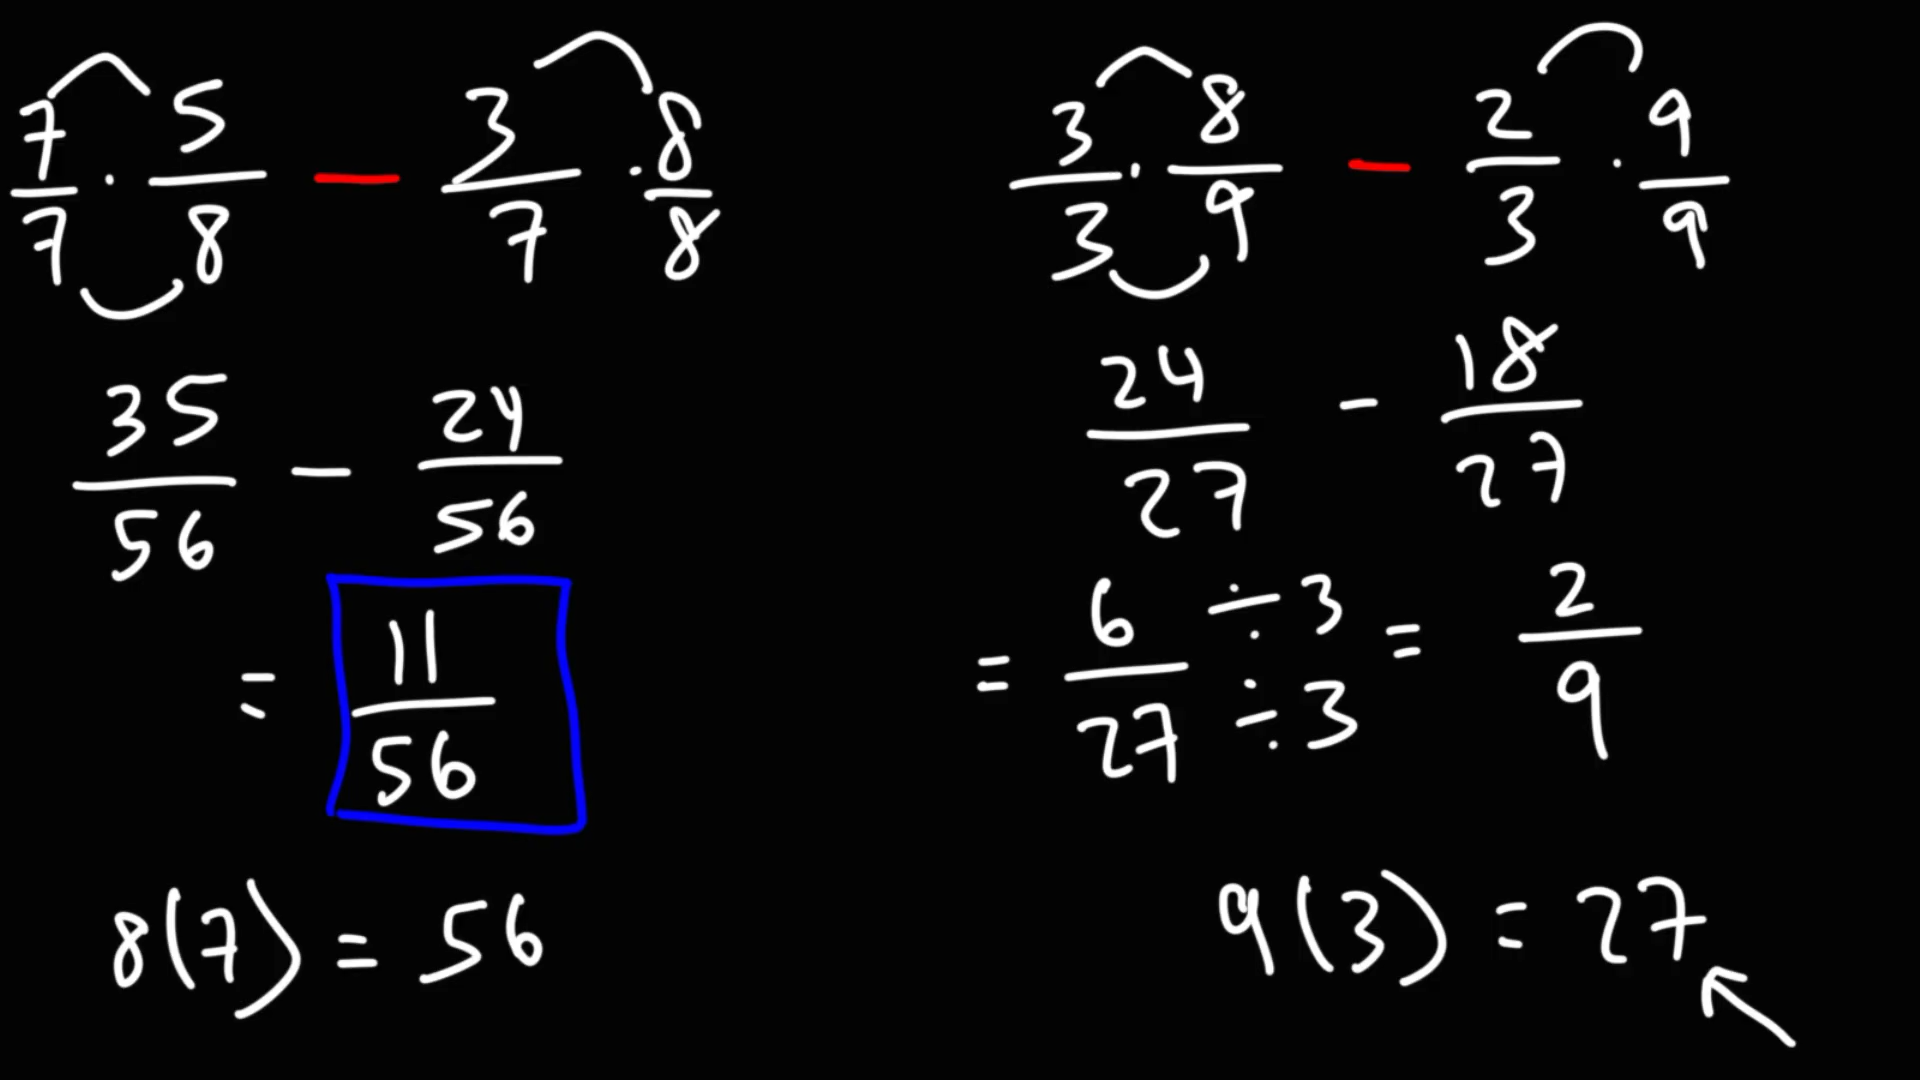 7/7 · 5/8 − 3/7 · 8/8
35/56 − 24/56
= 11/56
8(7) = 56
3/3 · 8/9 − 2/3 · 9/9
24/27 − 18/27
= 6/27 ÷3/÷3 = 2/9
9(3) = 27